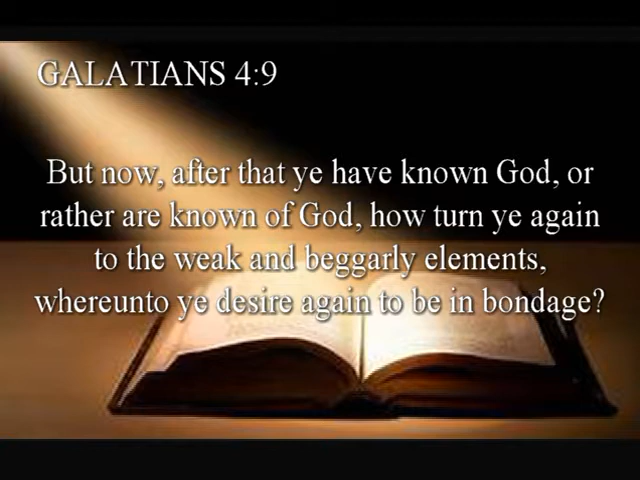 GALATIANS 4:9
But now, after that ye have known God, or
rather are known of God, how turn ye again
to the weak and beggarly elements,
whereunto ye desire again to be in bondage?